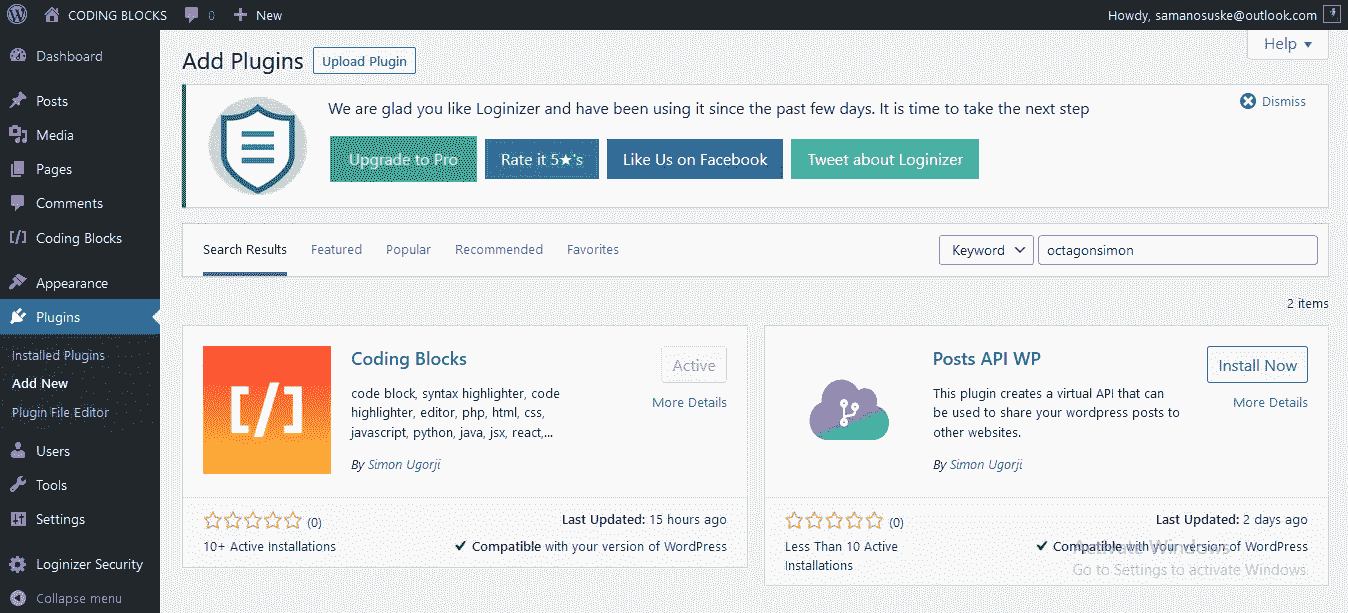 CODING BLOCKS 0 New Howdy, samanosuske@outlook.com
Help
Dashboard
Posts
Media
Pages
Comments
Coding Blocks
Appearance
Plugins
Installed Plugins
Add New
Plugin File Editor
Users
Tools
Settings
Loginizer Security
Collapse menu
Add Plugins Upload Plugin
We are glad you like Loginizer and have been using it since the past few days. It is time to take the next step
Dismiss
Upgrade to Pro Rate it 5★'s Like Us on Facebook Tweet about Loginizer
Search Results Featured Popular Recommended Favorites Keyword octagonsimon
2 items
[/]
Coding Blocks
Active
More Details
code block, syntax highlighter, code
highlighter, editor, php, html, css,
javascript, python, java, jsx, react,...
By Simon Ugorji
(0)
10+ Active Installations
Last Updated: 15 hours ago
✔ Compatible with your version of WordPress
Posts API WP
Install Now
More Details
This plugin creates a virtual API that can
be used to share your wordpress posts to
other websites.
By Simon Ugorji
(0)
Less Than 10 Active
Installations
Last Updated: 2 days ago
✔ Compatible with your version of WordPress
Activate Windows
Go to Settings to activate Windows.